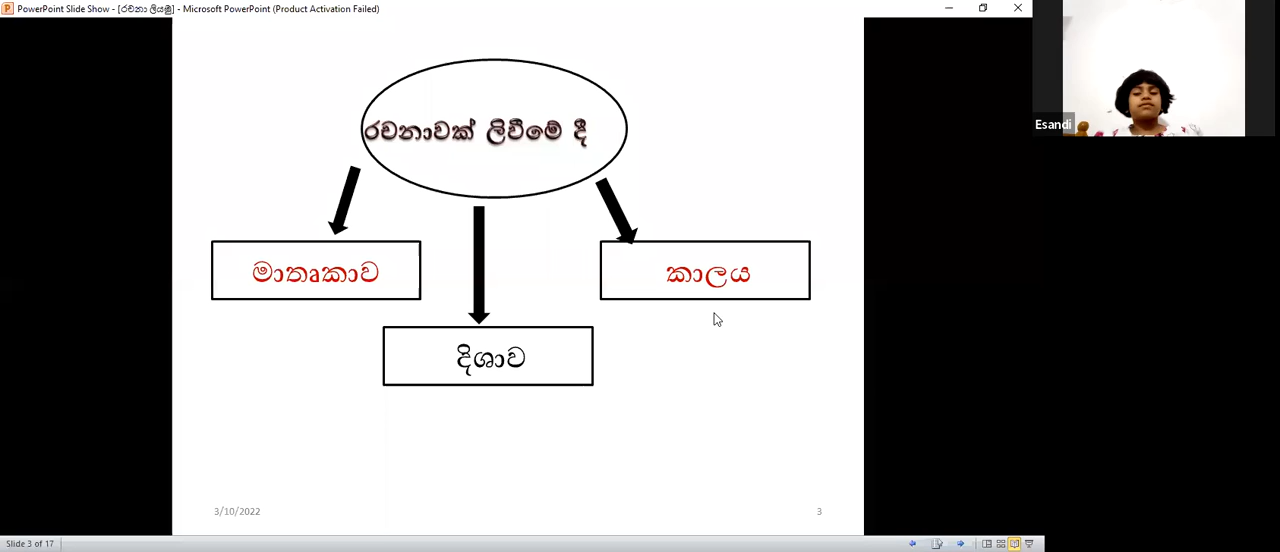 PowerPoint Slide Show - [රචනා ලියමු] - Microsoft PowerPoint (Product Activation Failed)
Esandi
රචනාවක් ලිවීමේ දී
මාතෘකාව
කාලය
දිශාව
3/10/2022
3
Slide 3 of 17